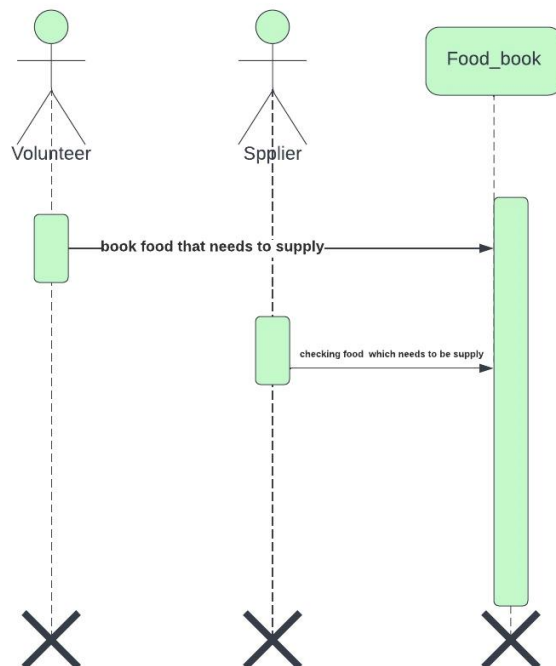 Food_book
Volunteer
Spplier
book food that needs to supply
checking food which needs to be supply